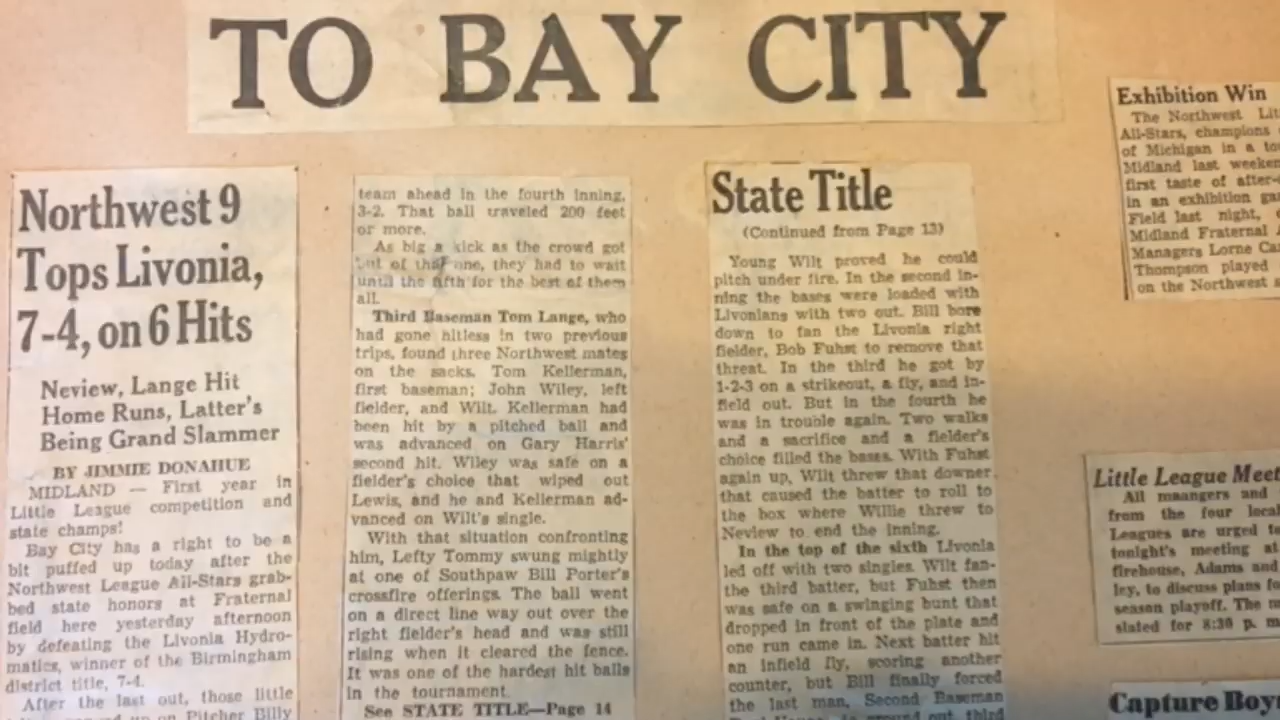 TO BAY CITY
Northwest 9
Tops Livonia,
7-4, on 6 Hits
Neview, Lange Hit
Home Runs, Latter's
Being Grand Slammer
BY JIMMIE DONAHUE
MIDLAND — First year in
Little League competition and
state champs!
Bay City has a right to be a
bit puffed up today after the
Northwest League All-Stars grab-
bed state honors at Fraternal
field here yesterday afternoon
by defeating the Livonia Hydro-
matics, winner of the Birmingham
district title, 7-4.
After the last out, those little
up on Pitcher Billy
team ahead in the fourth inning,
3-2. That ball traveled 200 feet
or more.
As big a kick as the crowd got
out of that one, they had to wait
until the fifth for the best of them
all.
Third Baseman Tom Lange, who
had gone hitless in two previous
trips, found three Northwest mates
on the sacks. Tom Kellerman,
first baseman; John Wiley, left
fielder, and Wilt. Kellerman had
been hit by a pitched ball and
was advanced on Gary Harris'
second hit. Wiley was safe on a
fielder's choice that wiped out
Lewis, and he and Kellerman ad-
vanced on Wilt's single.
With that situation confronting
him, Lefty Tommy swung mightily
at one of Southpaw Bill Porter's
crossfire offerings. The ball went
on a direct line way out over the
right fielder's head and was still
rising when it cleared the fence.
It was one of the hardest hit balls
in the tournament.
See STATE TITLE—Page 14
State Title
(Continued from Page 13)
Young Wilt proved he could
pitch under fire. In the second in-
ning the bases were loaded with
Livonians with two out. Bill bore
down to fan the Livonia right
fielder, Bob Fuhst to remove that
threat. In the third he got by
1-2-3 on a strikeout, a fly, and in-
field out. But in the fourth he
was in trouble again. Two walks
and a sacrifice and a fielder's
choice filled the bases. With Fuhst
again up, Wilt threw that downer
that caused the batter to roll to
the box where Willie threw to
Neview to end the inning.
In the top of the sixth Livonia
led off with two singles. Wilt fan-
the third batter, but Fuhst then
was safe on a swinging bunt that
dropped in front of the plate and
one run came in. Next batter hit
an infield fly, scoring another
counter, but Bill finally forced
the last man, Second Baseman
ground out, third
Exhibition Win
The Northwest Lit
All-Stars, champions
of Michigan in a to
Midland last weeken
first taste of after-
in an exhibition ga
Field last night,
Midland Fraternal
Managers Lorne Ca
Thompson played
on the Northwest s
Little League Meet
All maangers and
from the four local
Leagues are urged to
tonight's meeting at
firehouse, Adams and
ley, to discuss plans fo
season playoff. The m
slated for 8:30 p. m
Capture Boy